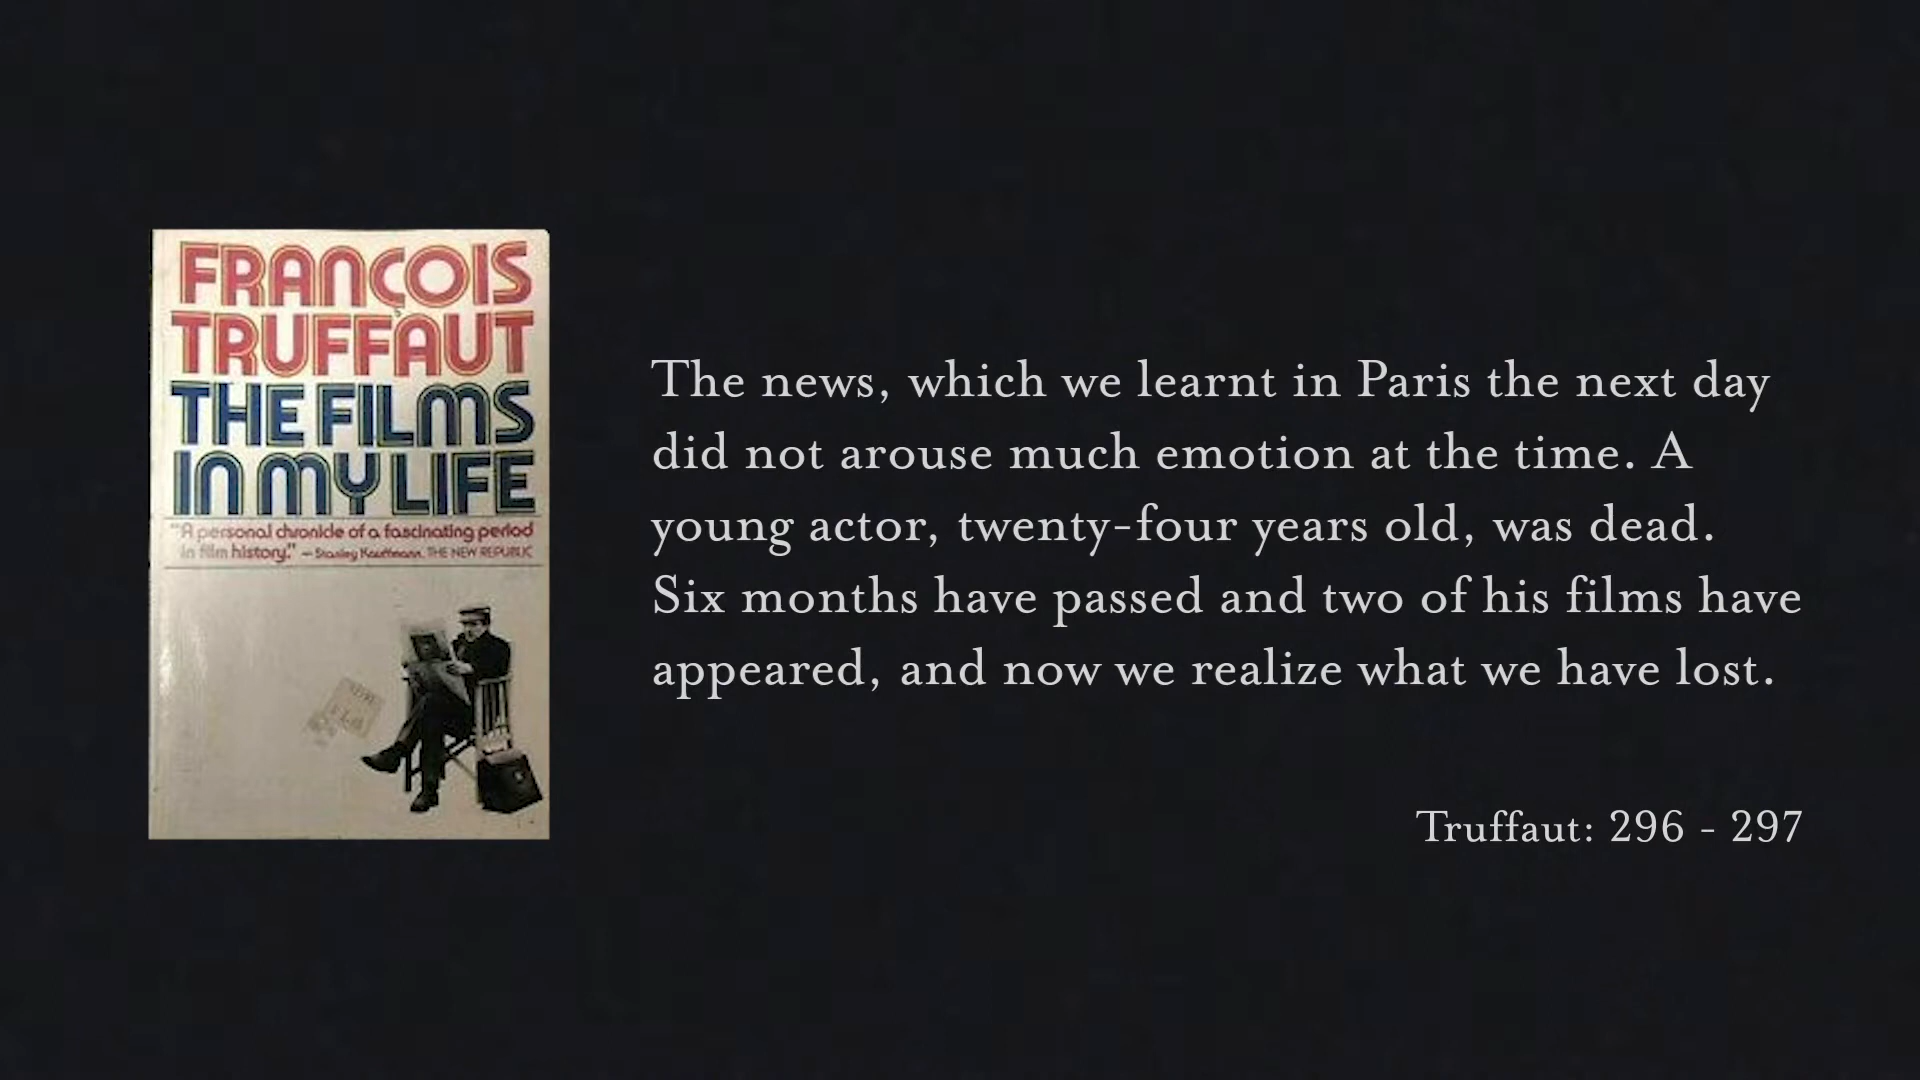 FRANÇOIS
TRUFFAUT
THE FILMS
IN MY LIFE
"A personal chronicle of a fascinating period
in film history." — Stanley Kauffmann, THE NEW REPUBLIC
The news, which we learnt in Paris the next day
did not arouse much emotion at the time. A
young actor, twenty-four years old, was dead.
Six months have passed and two of his films have
appeared, and now we realize what we have lost.
Truffaut: 296 - 297